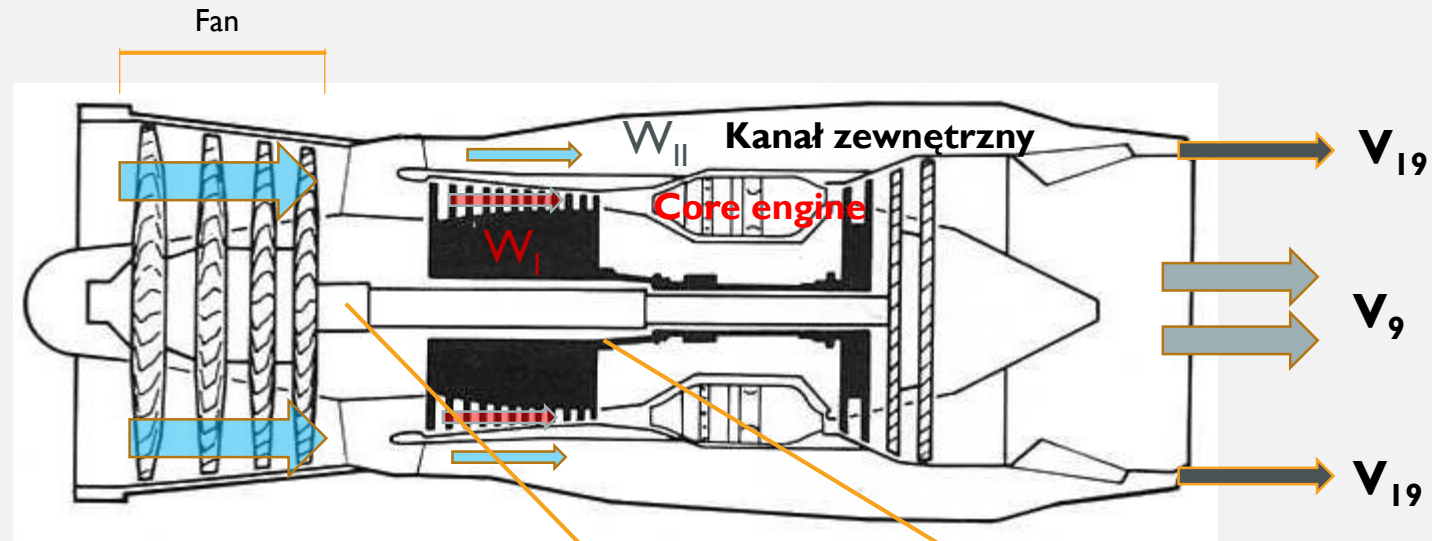 Fan
W_II Kanał zewnętrzny
V_19
Core engine
W_I
V_9
V_19